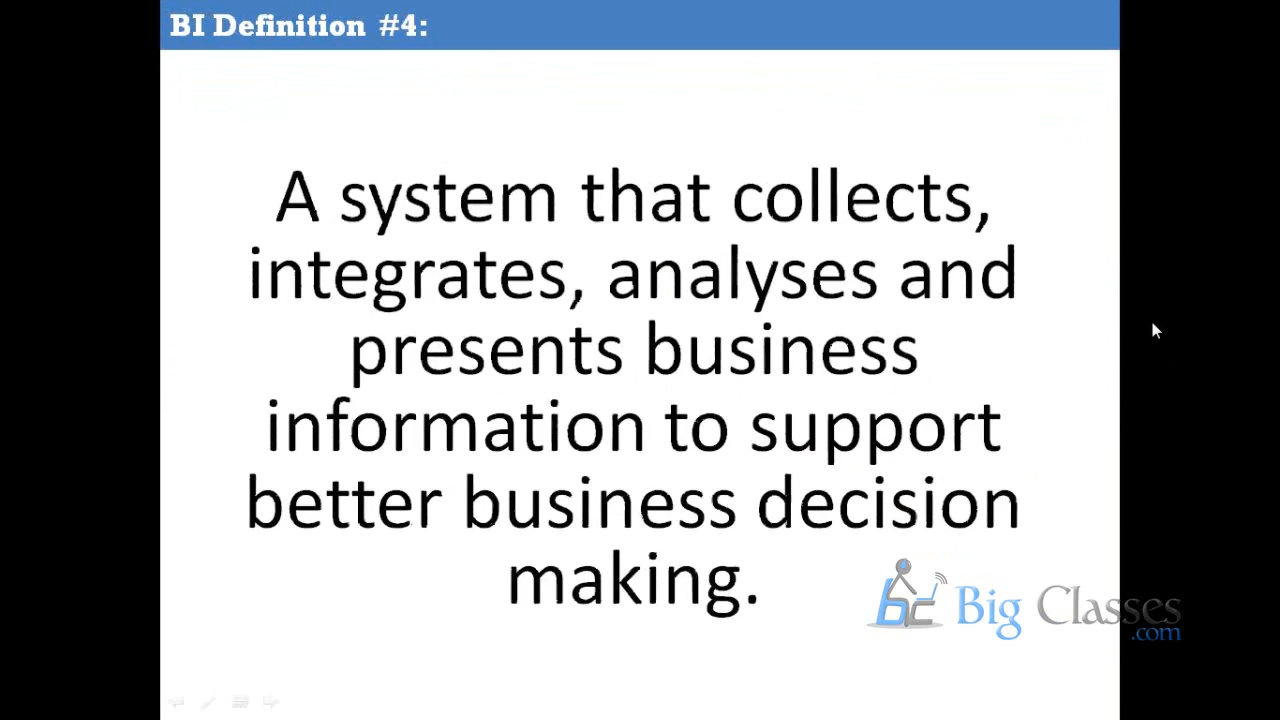 BI Definition #4:
A system that collects,
integrates, analyses and
presents business
information to support
better business decision
making.
bc Big Classes
.com